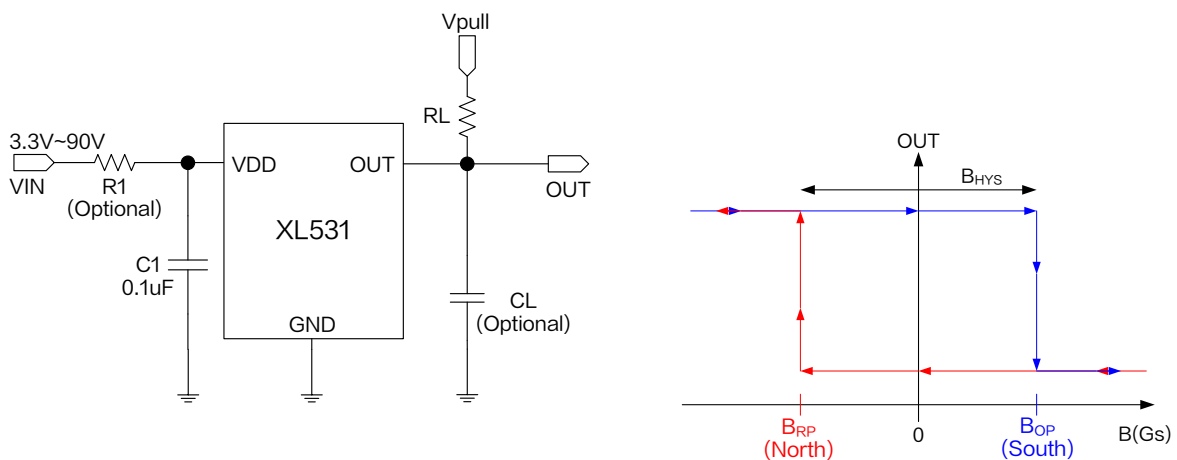 Vpull
RL
3.3V~90V
VIN
R1
(Optional)
VDD
OUT
OUT
XL531
C1
0.1uF
GND
CL
(Optional)
OUT
BHYS
BRP
(North)
0
BOP
(South)
B(Gs)